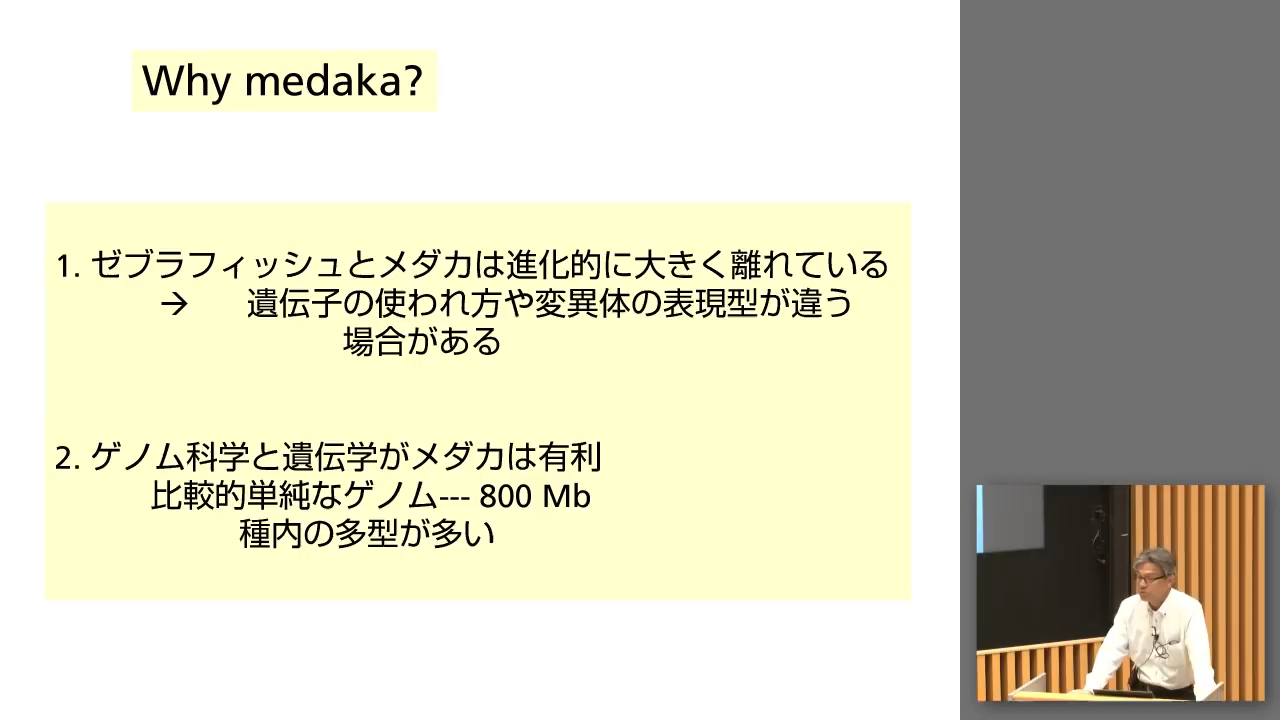 Why medaka?
1. ゼブラフィッシュとメダカは進化的に大きく離れている
→ 遺伝子の使われ方や変異体の表現型が違う
場合がある
2. ゲノム科学と遺伝学がメダカは有利
比較的単純なゲノム--- 800 Mb
種内の多型が多い